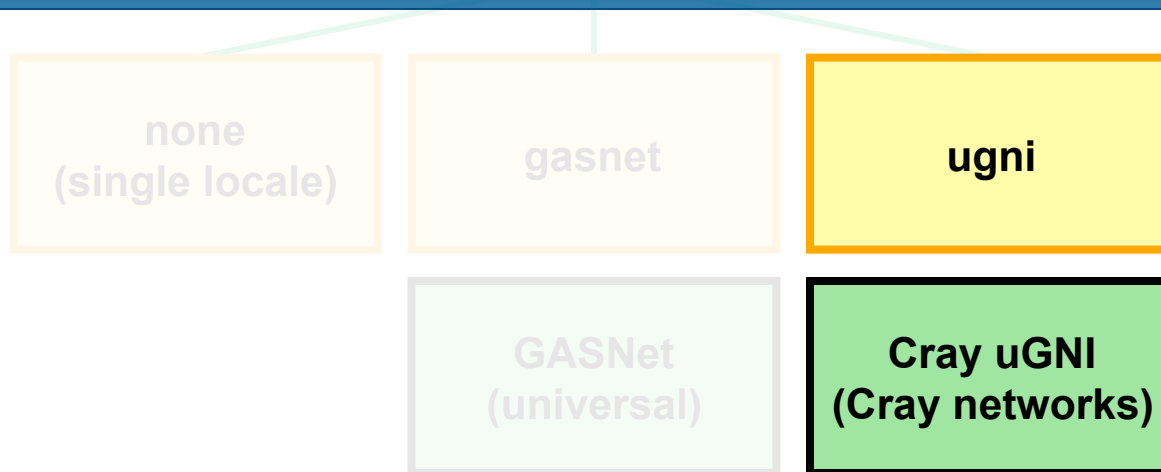 none
(single locale)
gasnet
ugni
GASNet
(universal)
Cray uGNI
(Cray networks)